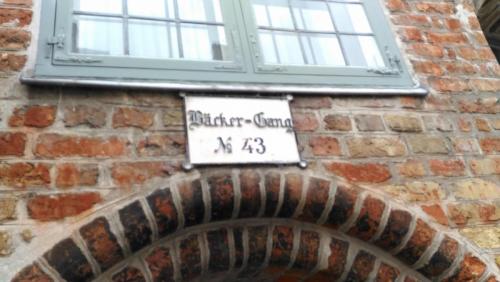 Bäcker-Gang
№ 43